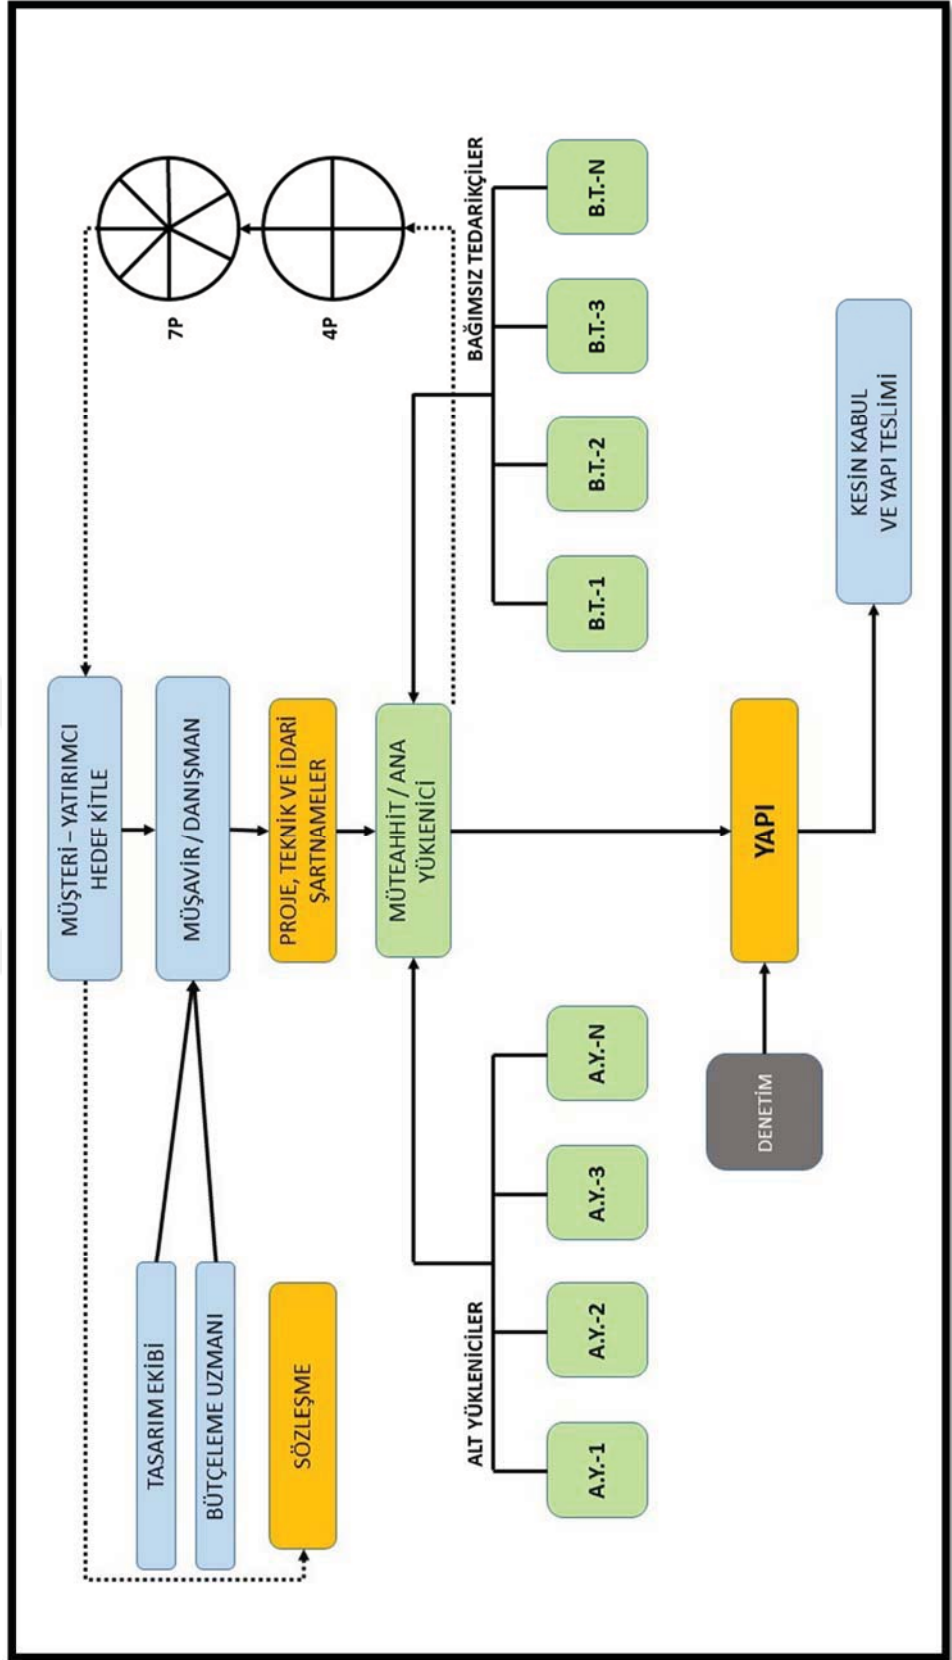 MÜŞTERİ – YATIRIMCI
HEDEF KİTLE
TASARIM EKİBİ
BÜTÇELEME UZMANI
MÜŞAVİR / DANIŞMAN
7P
SÖZLEŞME
PROJE, TEKNİK VE İDARİ
ŞARTNAMELER
4P
MÜTEAHHİT / ANA
YÜKLENİCİ
ALT YÜKLENİCİLER
BAĞIMSIZ TEDARİKÇİLER
A.Y.-1
A.Y.-2
A.Y.-3
A.Y.-N
B.T.-1
B.T.-2
B.T.-3
B.T.-N
DENETİM
YAPI
KESİN KABUL
VE YAPI TESLİMİ